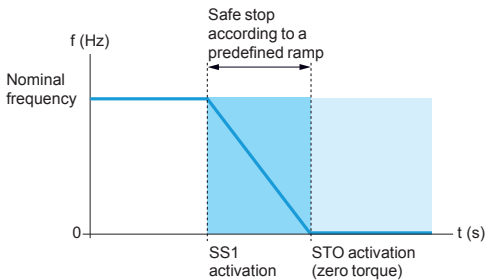 Safe stop
according to a
predefined ramp
f (Hz)
Nominal
frequency
0
t (s)
SS1
activation
STO activation
(zero torque)